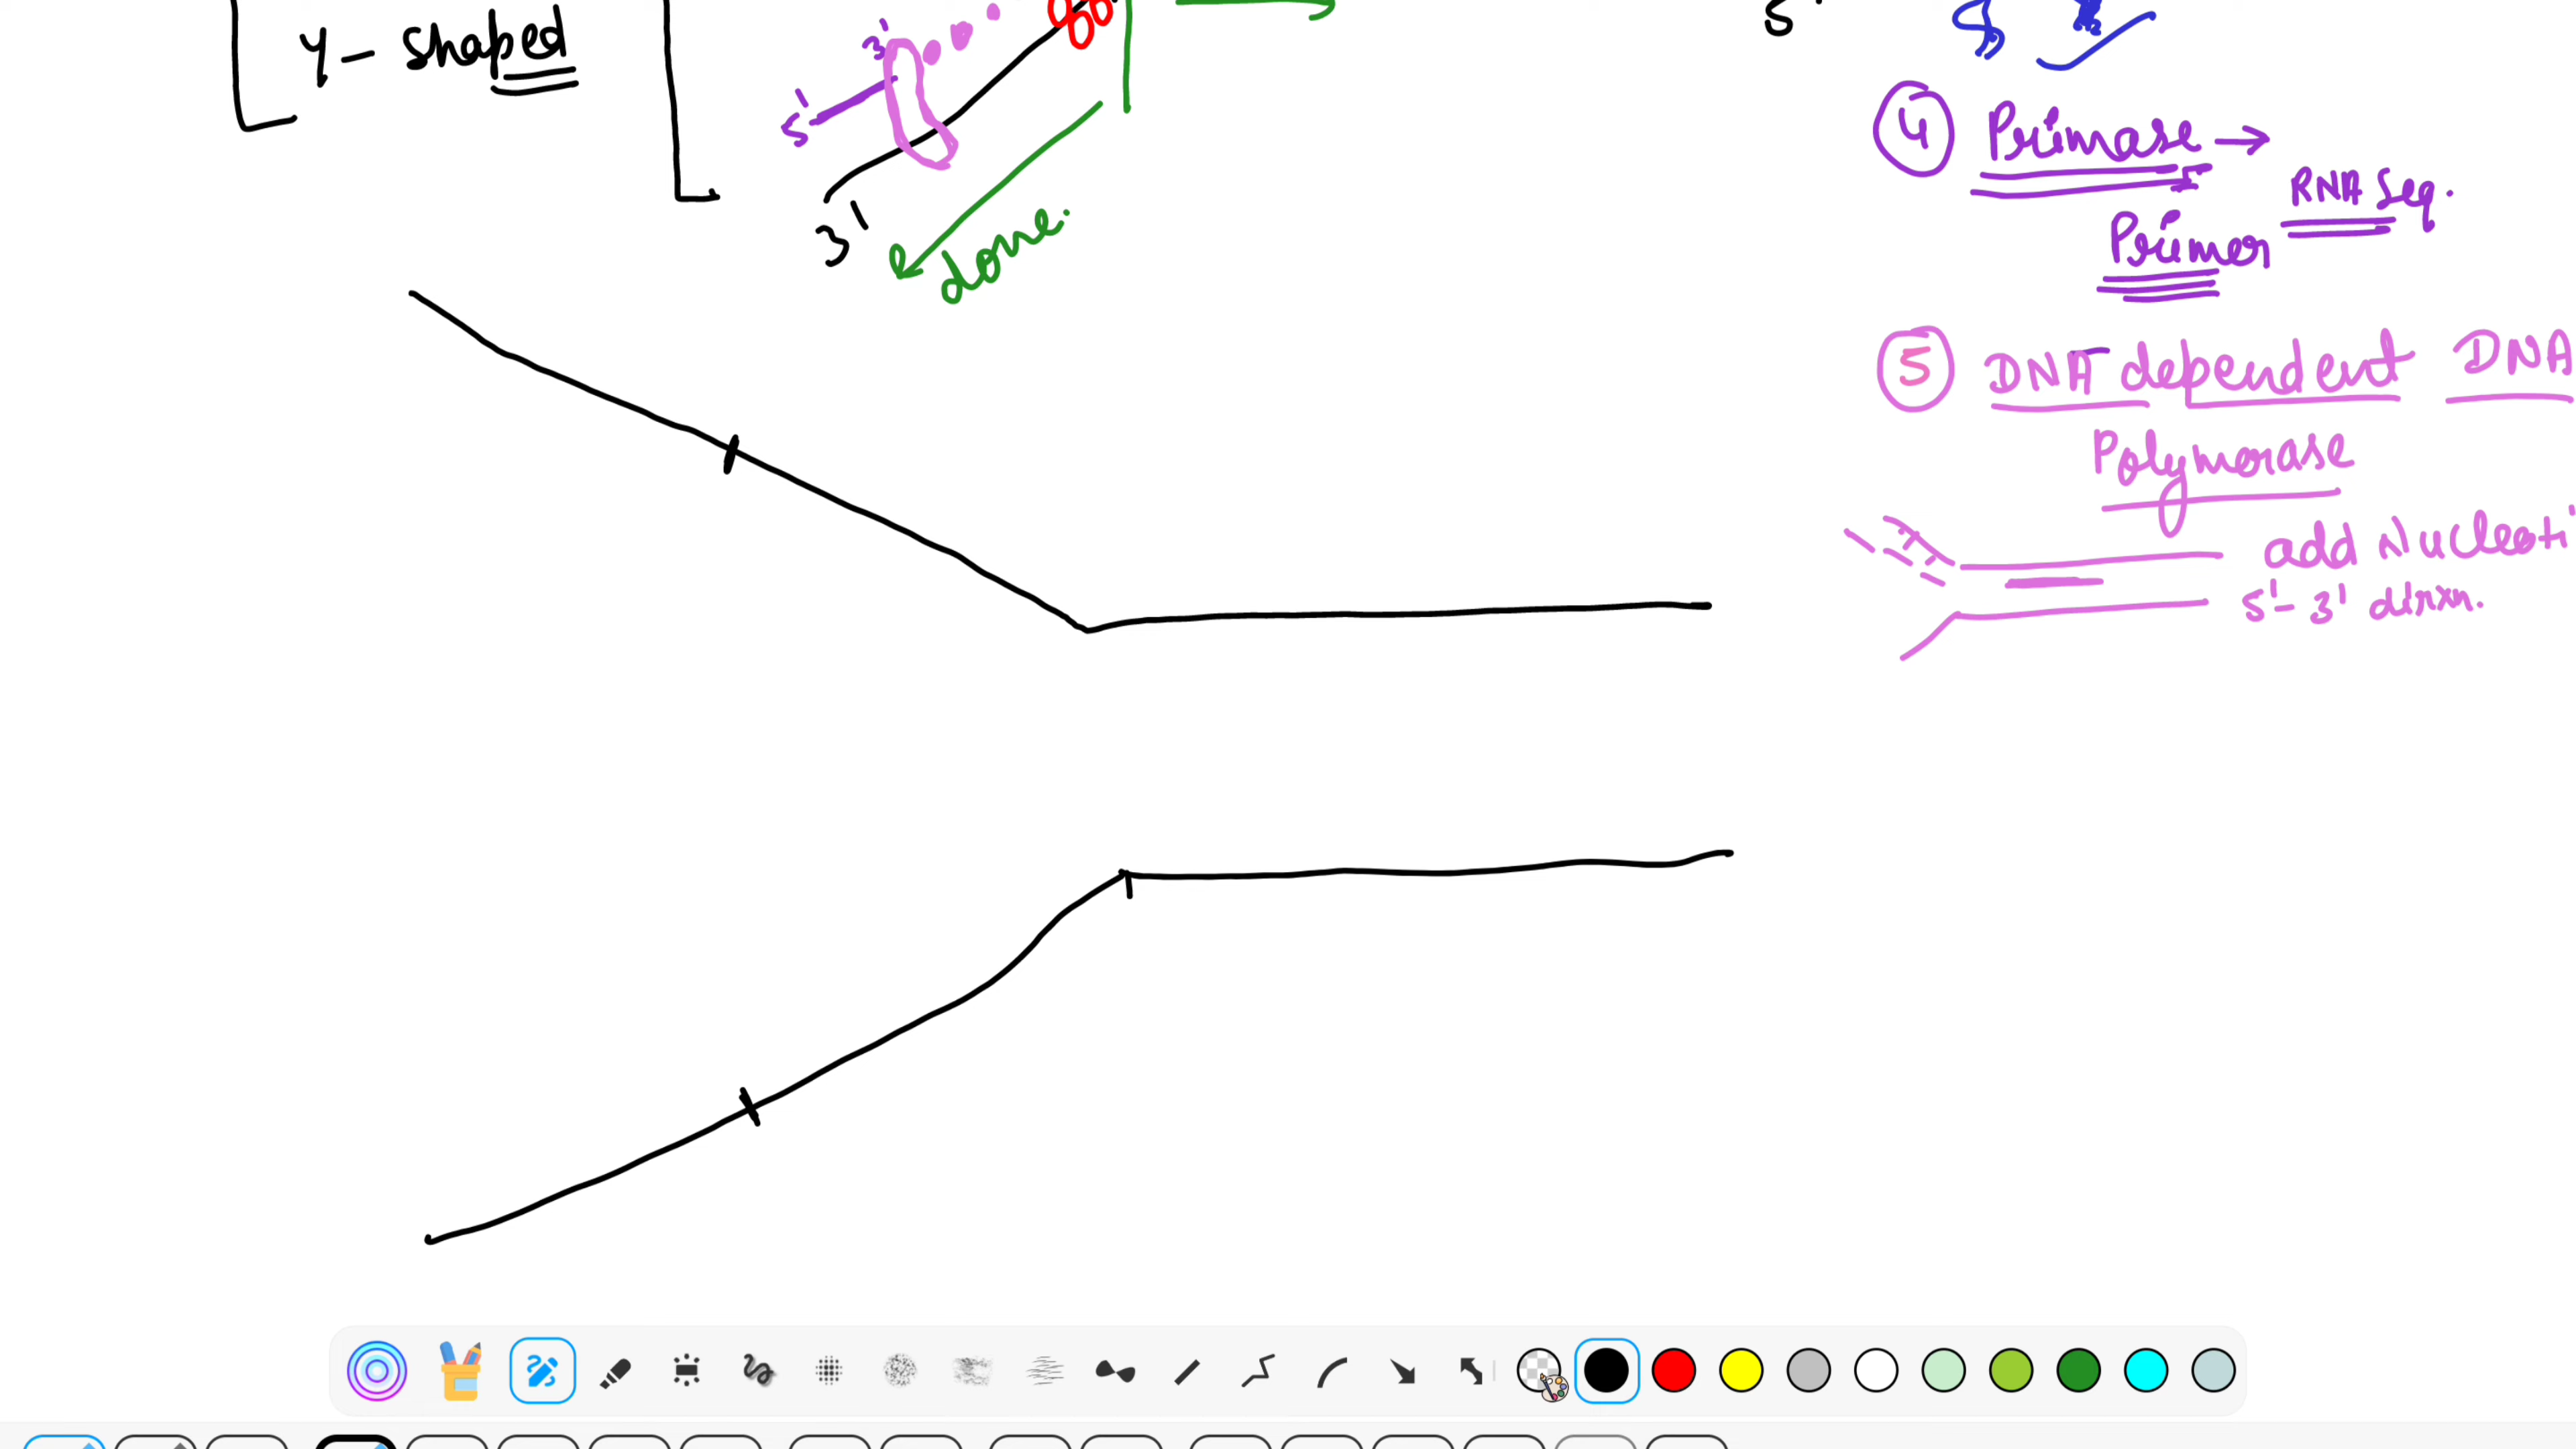 Y - shaped
3'
5'
3'
done.
5'
4 Primase →
RNA Seq.
Primer
5 DNA dependent DNA
Polymerase
add Nucleoti
5'-3' dirxn.